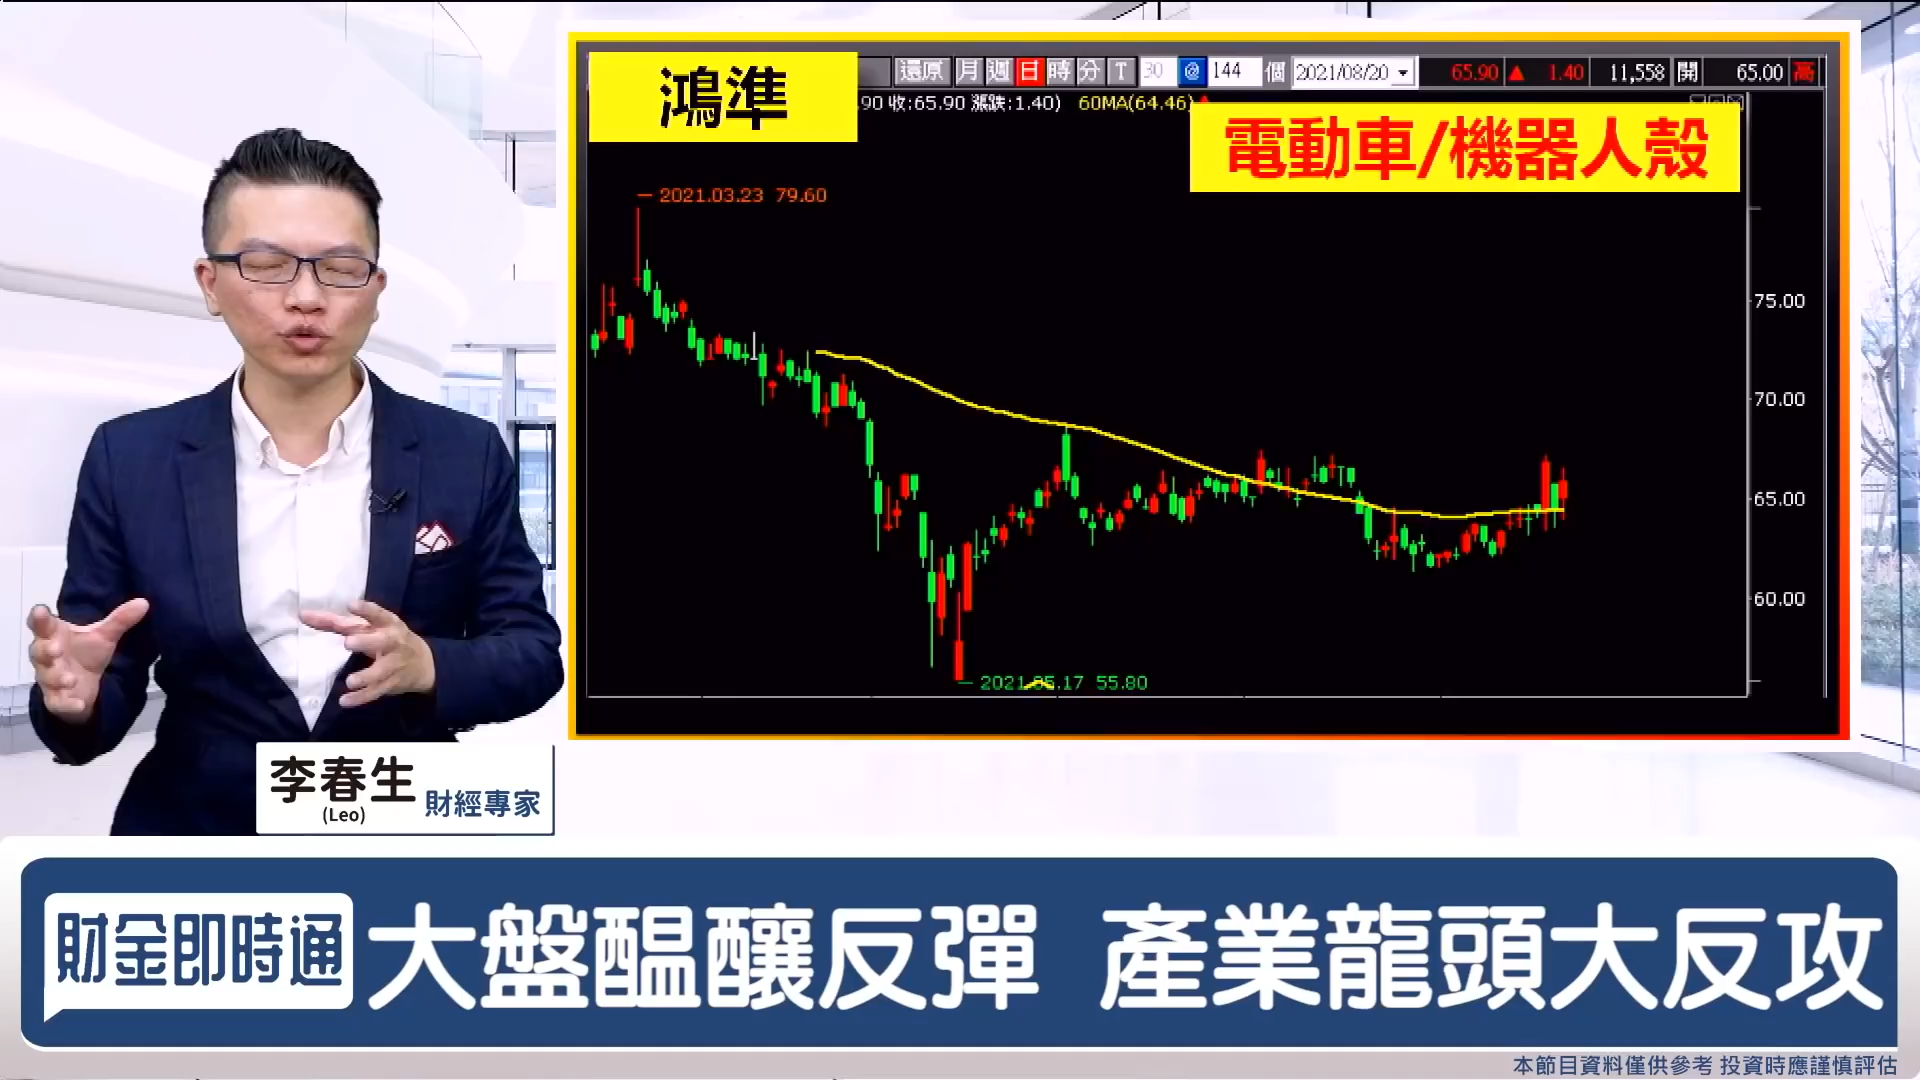 鴻準
還原 月 週 日 時 分 T 30 @ 144 個 2021/08/20 65.90 ▲ 1.40 11,558 開 65.00 高
.90 收:65.90 漲跌:1.40) 60MA(64.46)
電動車/機器人殼
2021.03.23 79.60
75.00
70.00
65.00
60.00
2021.05.17 55.80
李春生
(Leo)
財經專家
財金即時通
大盤醞釀反彈 產業龍頭大反攻
本節目資料僅供參考 投資時應謹慎評估